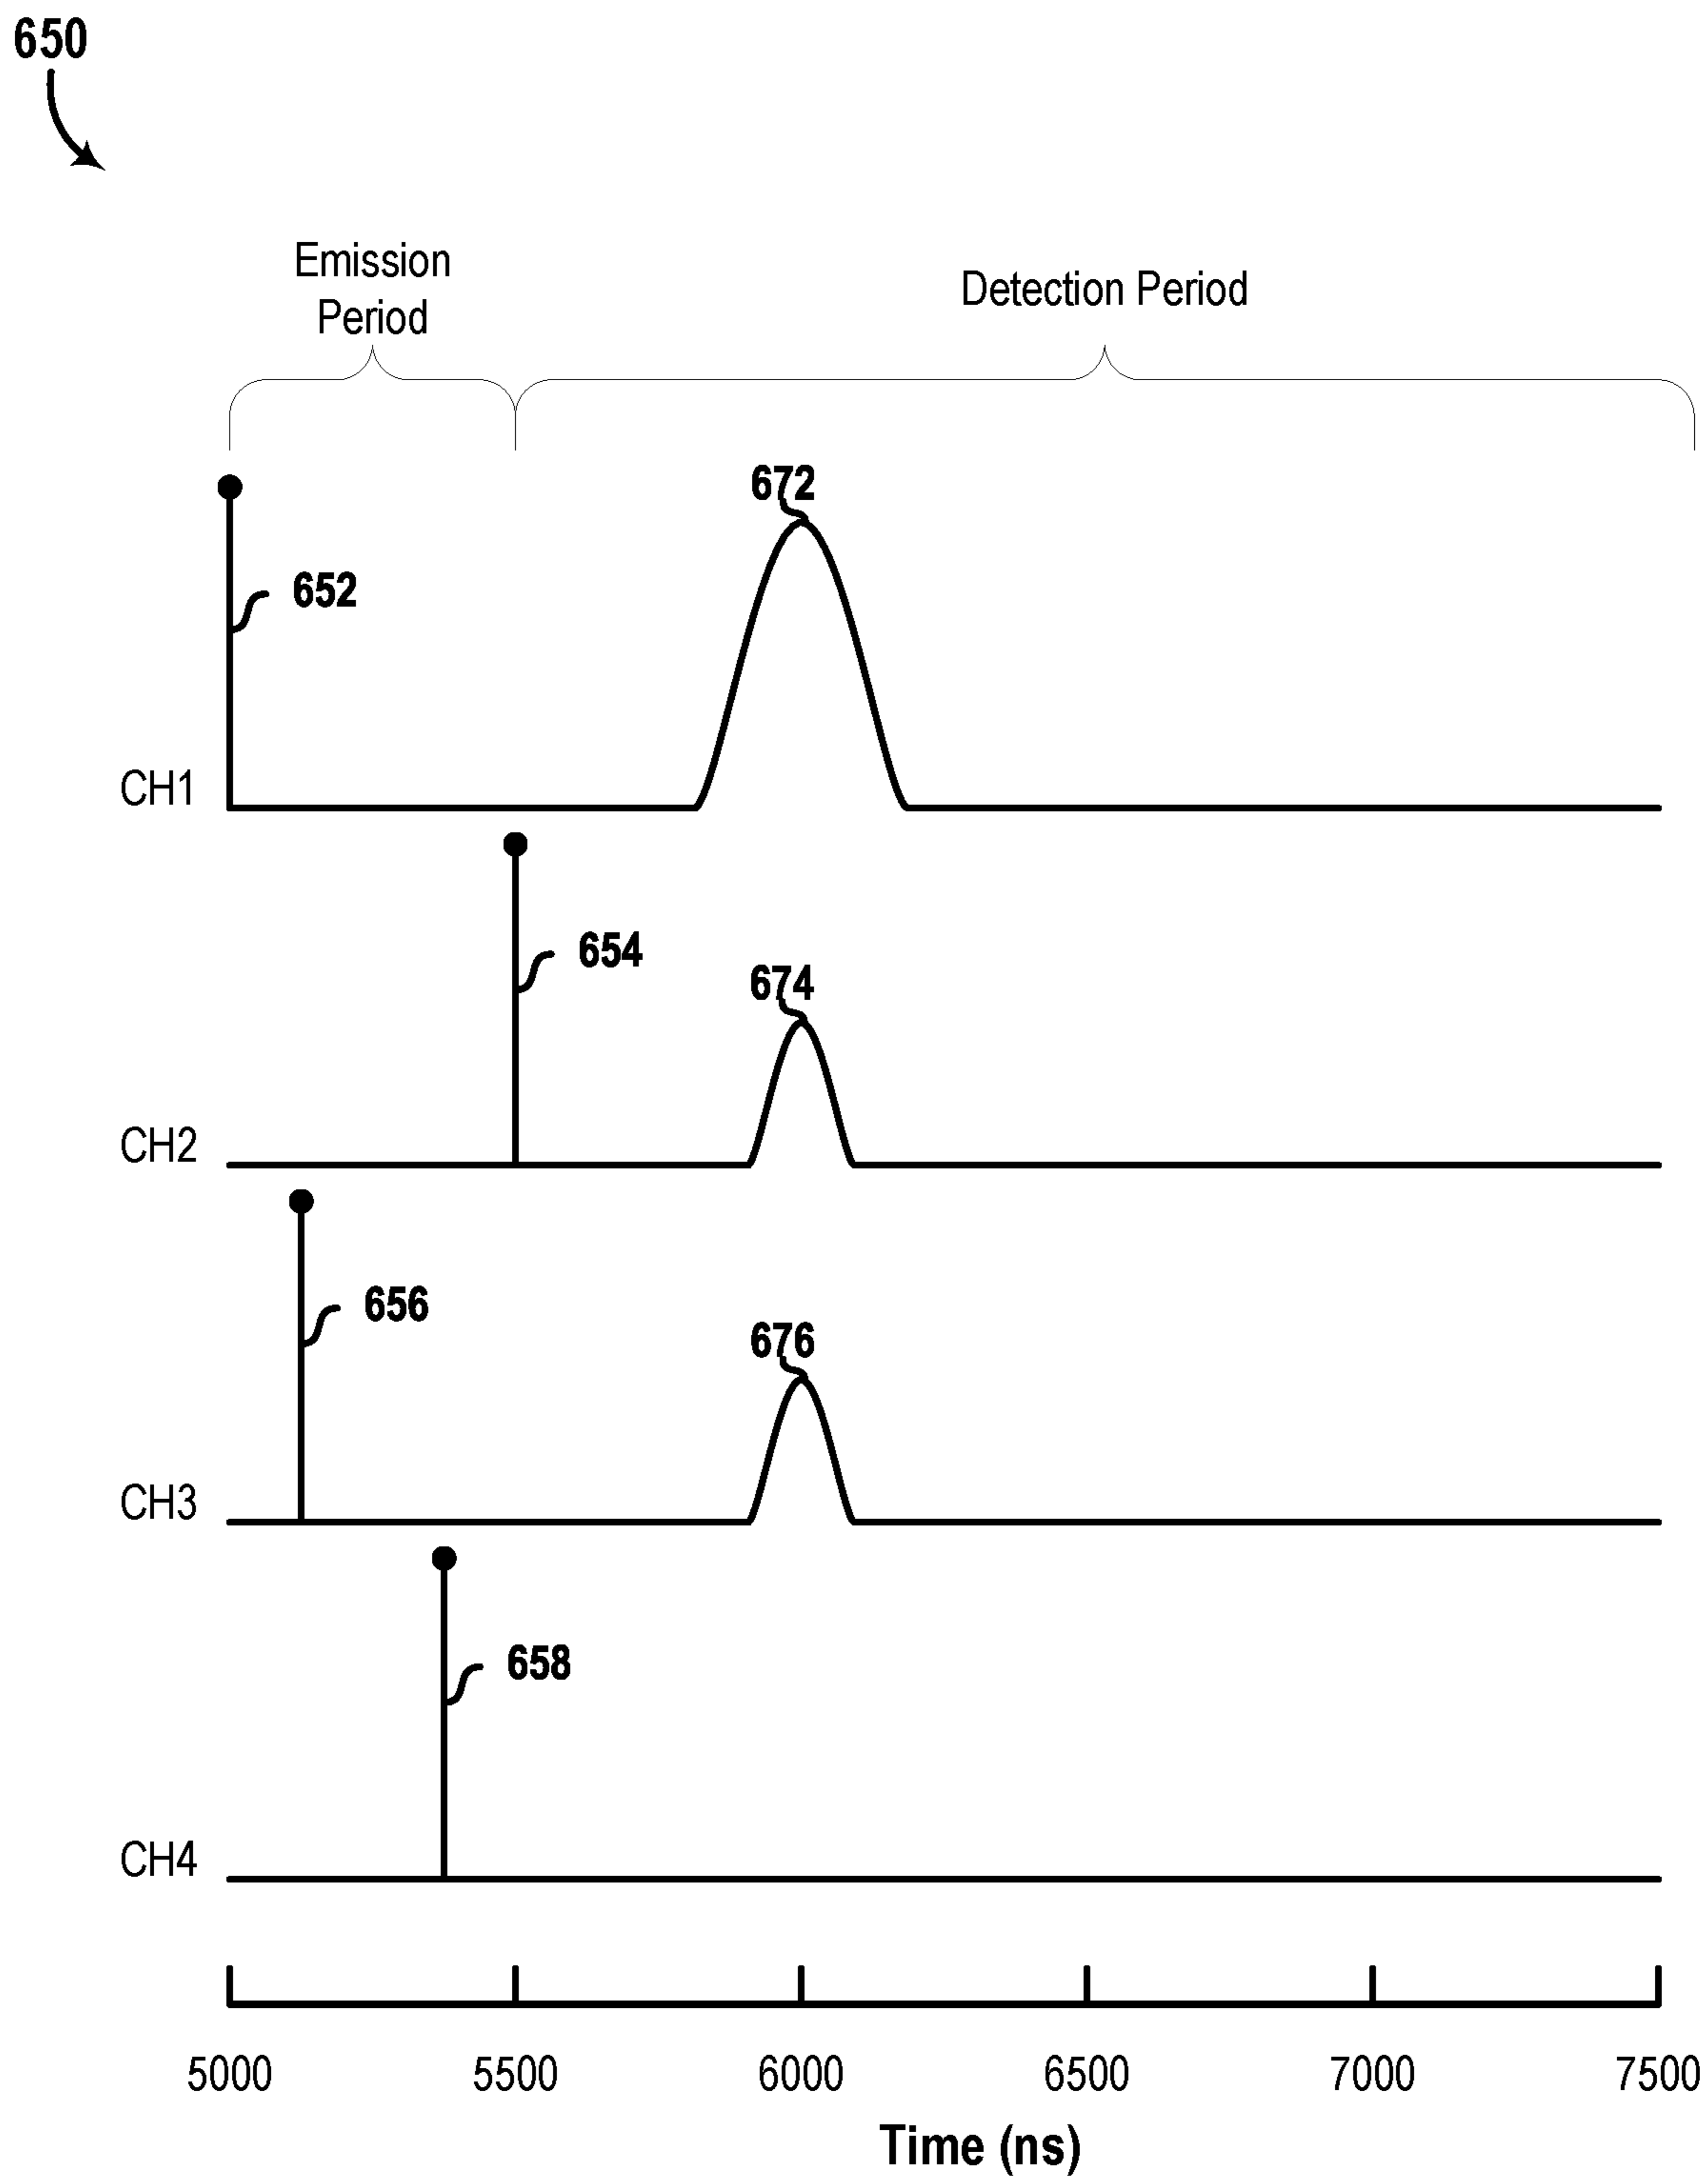 650
Emission
Period
Detection Period
672
652
CH1
654
674
CH2
656
676
CH3
658
CH4
5000 5500 6000 6500 7000 7500
Time (ns)